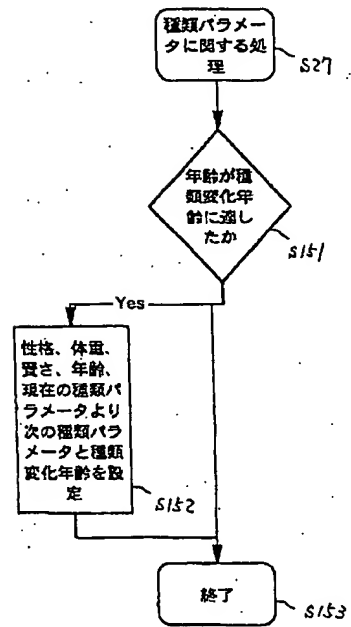 種類パラメー
タに関する処
理
S27
年齢が種
類変化年
齢に達し
たか
S151
Yes
性格、体重、
賢さ、年齢、
現在の種類パ
ラメータより
次の種類パラ
メータと種類
変化年齢を設
定
S152
終了
S153